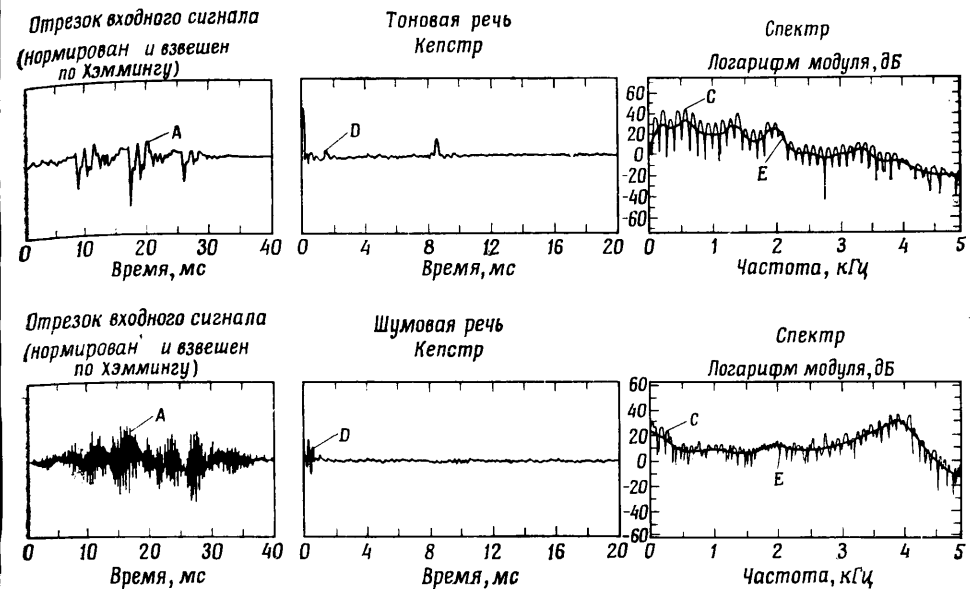 Отрезок входного сигнала
(нормирован и взвешен
по Хэммингу)
A
0 10 20 30 40
Время, мс
Тоновая речь
Кепстр
D
0 4 8 12 16 20
Время, мс
Спектр
Логарифм модуля, дБ
60
40
20
0
-20
-40
-60
C
E
0 1 2 3 4 5
Частота, кГц
Отрезок входного сигнала
(нормирован и взвешен
по Хэммингу)
A
0 10 20 30 40
Время, мс
Шумовая речь
Кепстр
D
0 4 8 12 16 20
Время, мс
Спектр
Логарифм модуля, дБ
60
40
20
0
-20
-40
-60
C
E
0 1 2 3 4 5
Частота, кГц